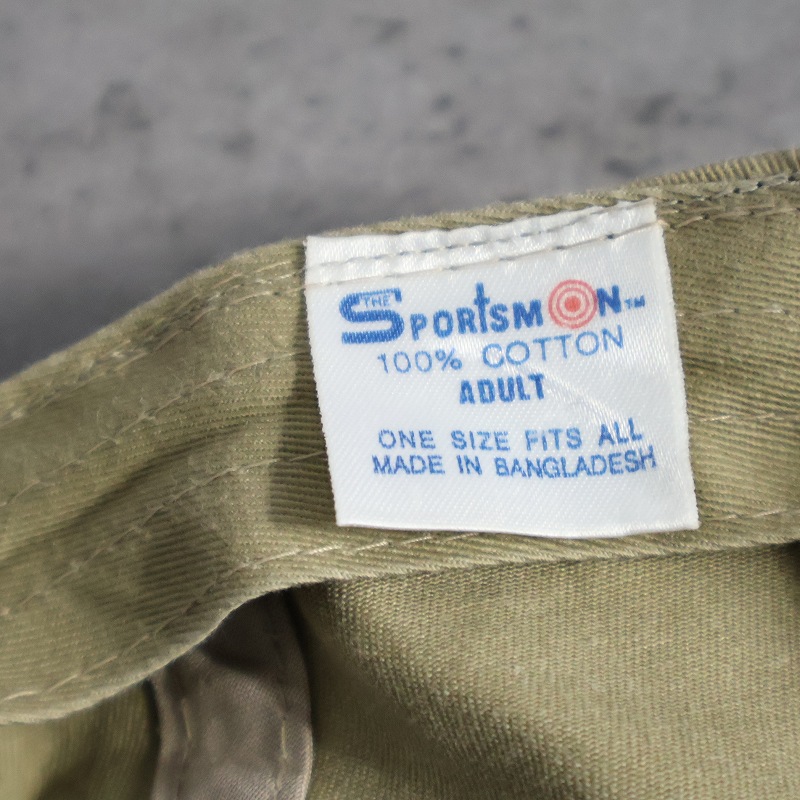 THE SPORTSMAN™
100% COTTON
ADULT
ONE SIZE FITS ALL
MADE IN BANGLADESH